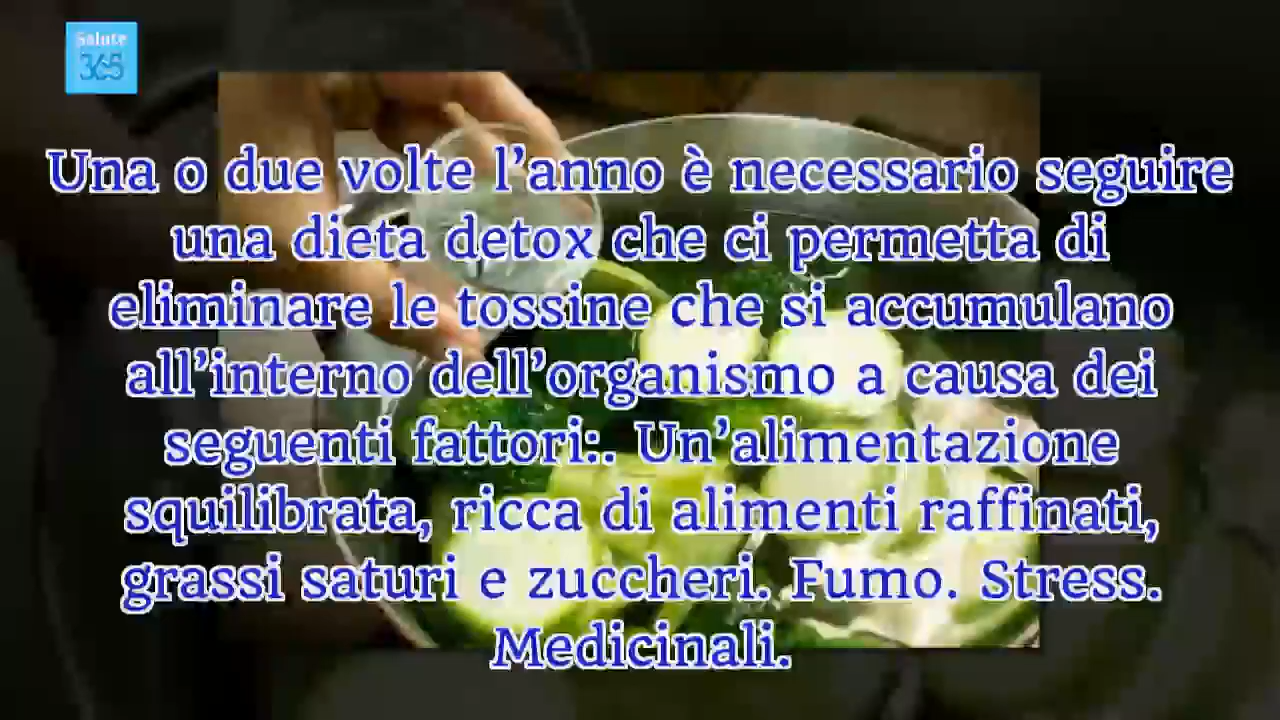 Salute
365
Una o due volte l’anno è necessario seguire
una dieta detox che ci permetta di
eliminare le tossine che si accumulano
all’interno dell’organismo a causa dei
seguenti fattori:. Un’alimentazione
squilibrata, ricca di alimenti raffinati,
grassi saturi e zuccheri. Fumo. Stress.
Medicinali.